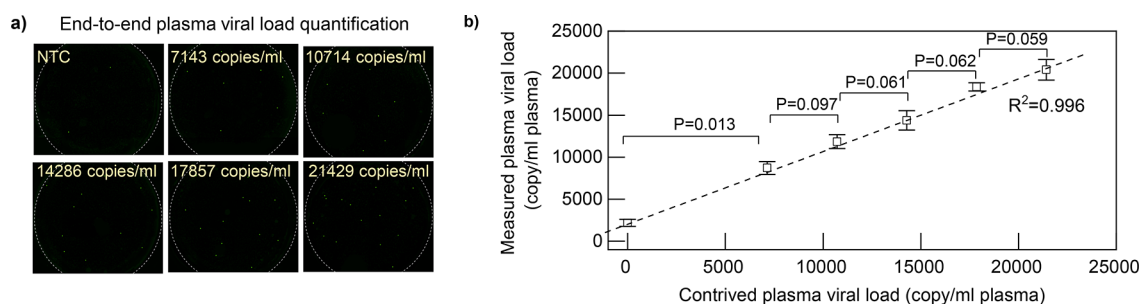 a)
End-to-end plasma viral load quantification
NTC
7143 copies/ml
10714 copies/ml
14286 copies/ml
17857 copies/ml
21429 copies/ml
b)
Measured plasma viral load
(copy/ml plasma)
25000
20000
15000
10000
5000
0
P=0.013
P=0.097
P=0.061
P=0.062
P=0.059
R²=0.996
0
5000
10000
15000
20000
25000
Contrived plasma viral load (copy/ml plasma)